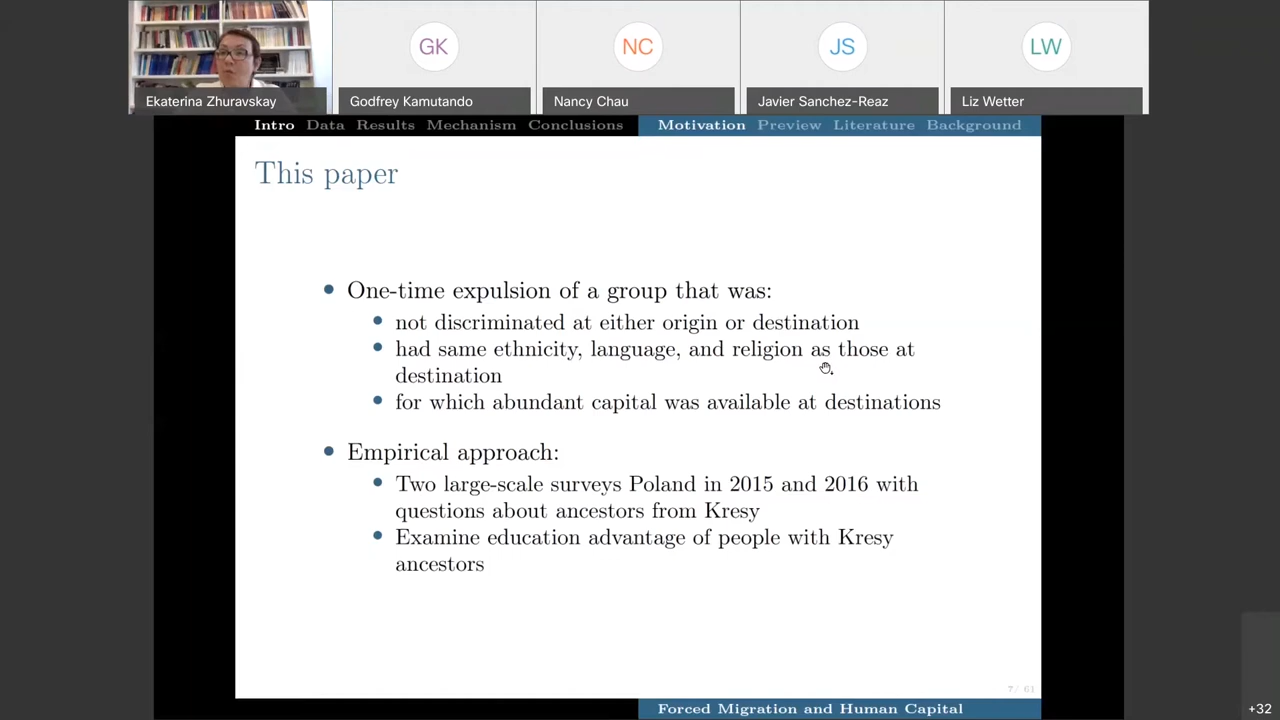 GK
NC
JS
LW
Ekaterina Zhuravskay
Godfrey Kamutando
Nancy Chau
Javier Sanchez-Reaz
Liz Wetter
Intro Data Results Mechanism Conclusions
Motivation Preview Literature Background
This paper
One-time expulsion of a group that was:
not discriminated at either origin or destination
had same ethnicity, language, and religion as those at
destination
for which abundant capital was available at destinations
Empirical approach:
Two large-scale surveys Poland in 2015 and 2016 with
questions about ancestors from Kresy
Examine education advantage of people with Kresy
ancestors
7/ 61
Forced Migration and Human Capital
+32